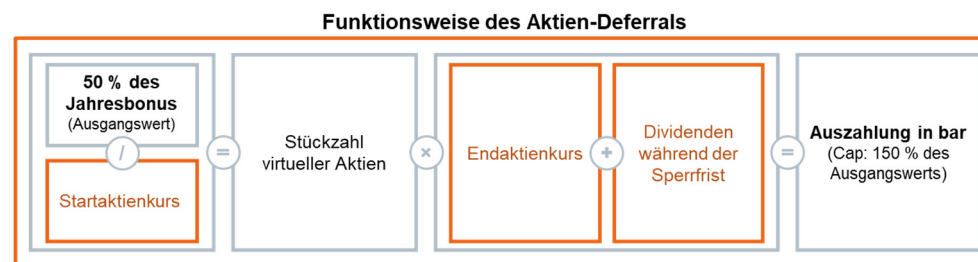 Funktionsweise des Aktien-Deferrals
50 % des
Jahresbonus
(Ausgangswert)
/
Startaktienkurs
=
Stückzahl
virtueller Aktien
×
Endaktienkurs
+
Dividenden
während der
Sperrfrist
=
Auszahlung in bar
(Cap: 150 % des
Ausgangswerts)